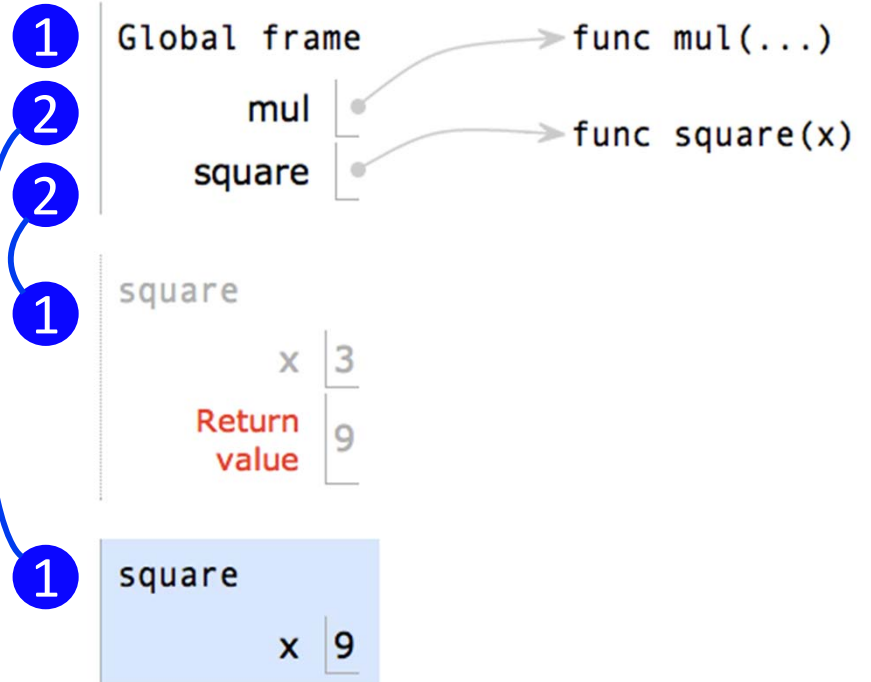 1 Global frame func mul(...)
2 mul
func square(x)
2 square
1 square
x 3
Return
value 9
1 square
x 9